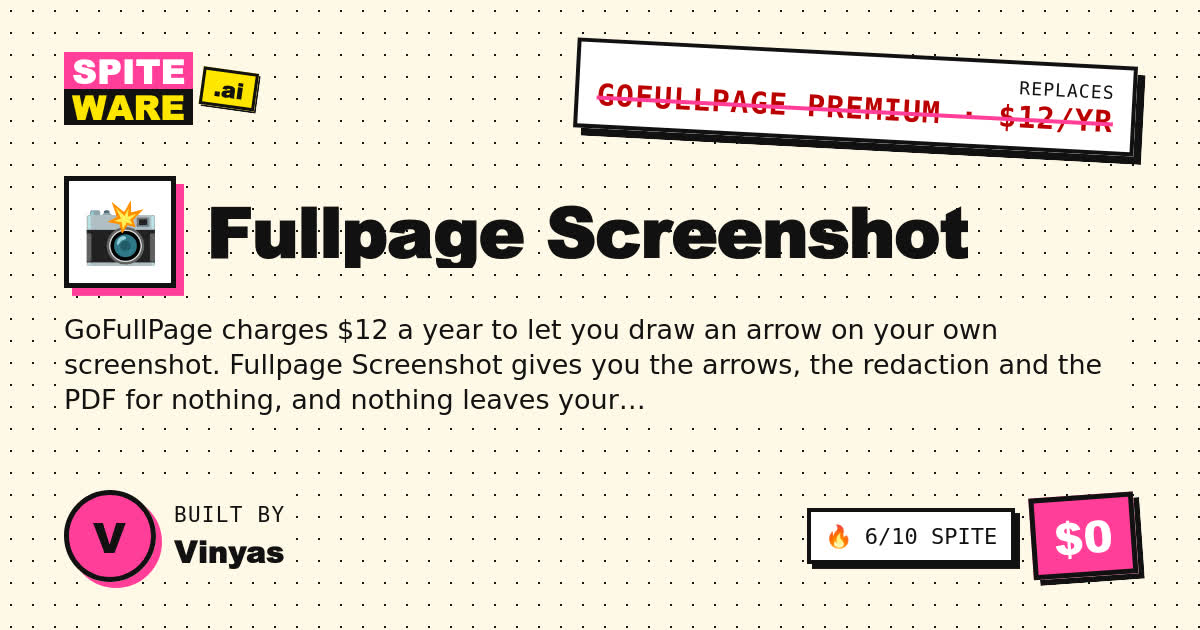 SPITE
WARE
.ai
REPLACES
GOFULLPAGE PREMIUM · $12/YR
Fullpage Screenshot
GoFullPage charges $12 a year to let you draw an arrow on your own
screenshot. Fullpage Screenshot gives you the arrows, the redaction and the
PDF for nothing, and nothing leaves your…
V
BUILT BY
Vinyas
🔥 6/10 SPITE
$0